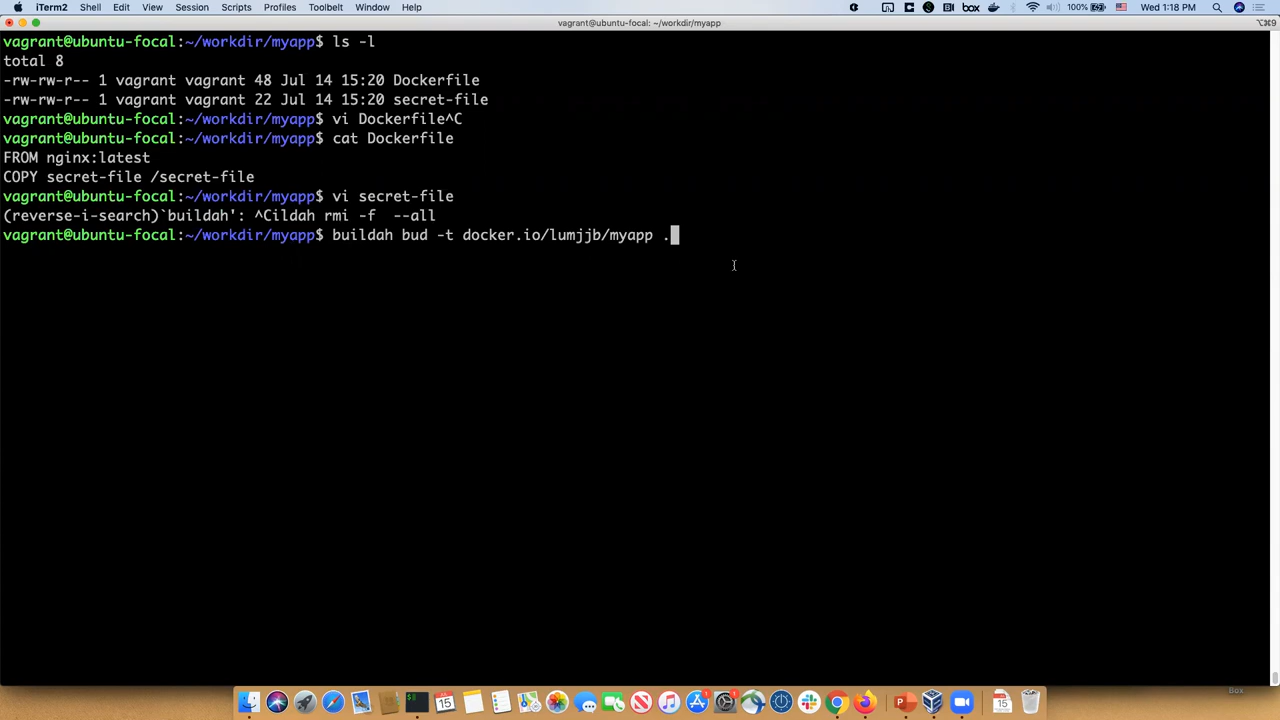 iTerm2 Shell Edit View Session Scripts Profiles Toolbelt Window Help box 100% Wed 1:18 PM
vagrant@ubuntu-focal: ~/workdir/myapp ⌥⌘9
vagrant@ubuntu-focal:~/workdir/myapp$ ls -l
total 8
-rw-rw-r-- 1 vagrant vagrant 48 Jul 14 15:20 Dockerfile
-rw-rw-r-- 1 vagrant vagrant 22 Jul 14 15:20 secret-file
vagrant@ubuntu-focal:~/workdir/myapp$ vi Dockerfile^C
vagrant@ubuntu-focal:~/workdir/myapp$ cat Dockerfile
FROM nginx:latest
COPY secret-file /secret-file
vagrant@ubuntu-focal:~/workdir/myapp$ vi secret-file
(reverse-i-search)`buildah': ^Cildah rmi -f  --all
vagrant@ubuntu-focal:~/workdir/myapp$ buildah bud -t docker.io/lumjjb/myapp .
Box
15
15